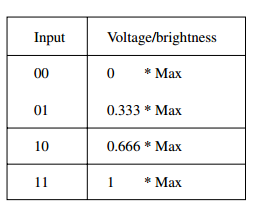 Input Voltage/brightness
00 0 * Max
01 0.333 * Max
10 0.666 * Max
11 1 * Max